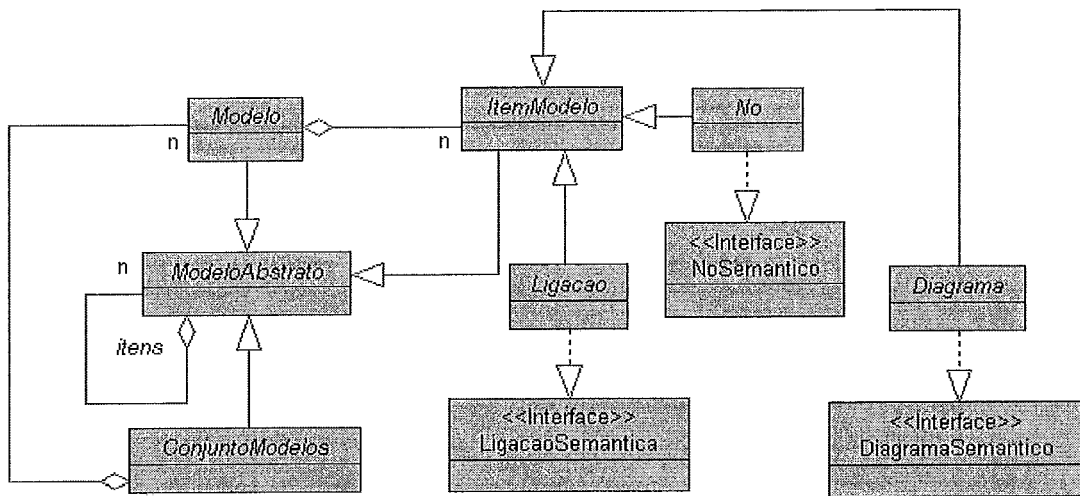 ItemModelo
No
Modelo
n
n
<<Interface>>
NoSemantico
n
ModeloAbstrato
Ligacao
Diagrama
itens
<<Interface>>
LigacaoSemantica
<<Interface>>
DiagramaSemantico
ConjuntoModelos